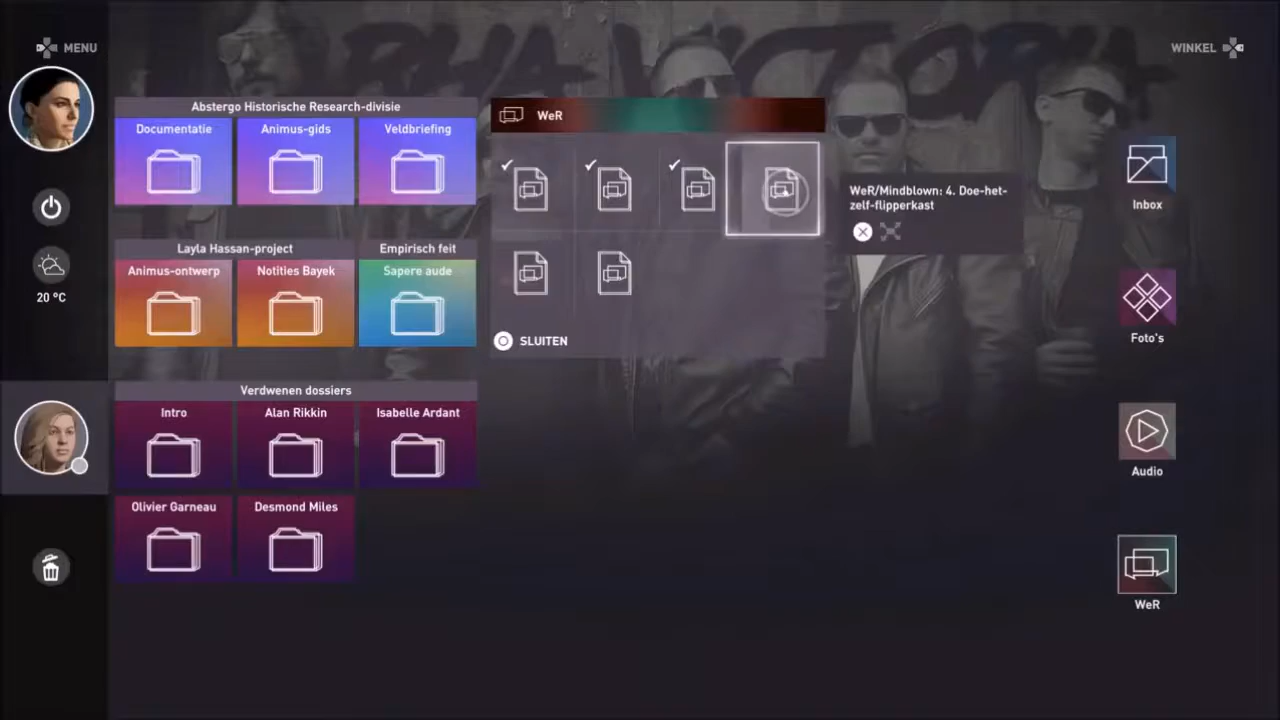 MENU
WINKEL
Abstergo Historische Research-divisie
Documentatie
Animus-gids
Veldbriefing
Layla Hassan-project
Empirisch feit
Animus-ontwerp
Notities Bayek
Sapere aude
Verdwenen dossiers
Intro
Alan Rikkin
Isabelle Ardant
Olivier Garneau
Desmond Miles
20 °C
WeR
WeR/Mindblown: 4. Doe-het-
zelf-flipperkast
SLUITEN
Inbox
Foto's
Audio
WeR